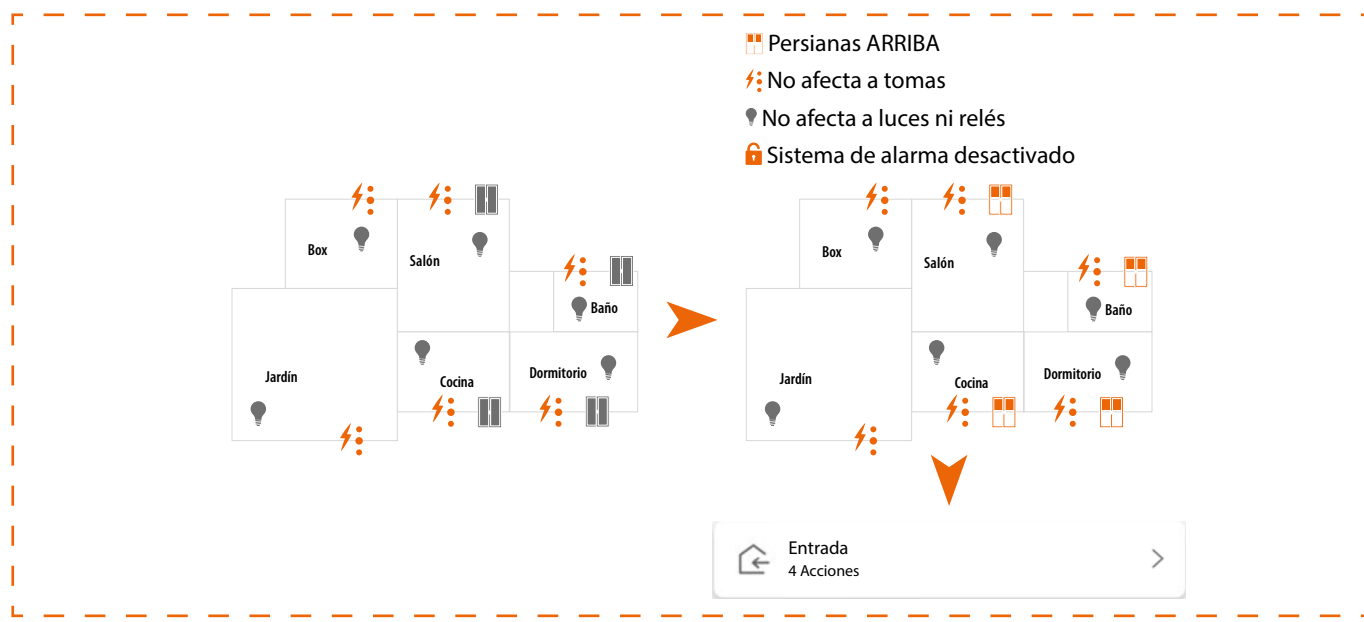 Persianas ARRIBA
No afecta a tomas
No afecta a luces ni relés
Sistema de alarma desactivado
Box
Salón
Baño
Jardín
Cocina
Dormitorio
Box
Salón
Baño
Jardín
Cocina
Dormitorio
Entrada
4 Acciones